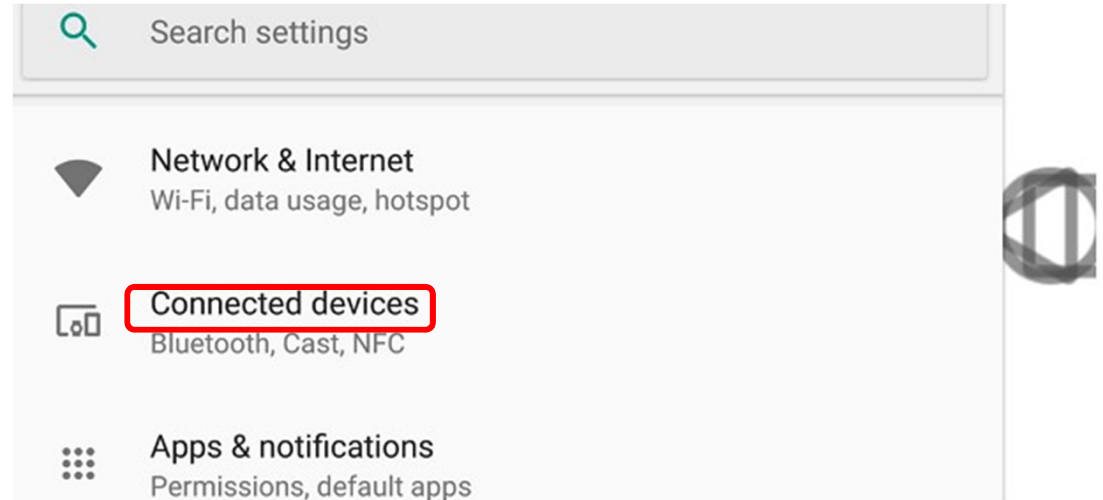 Search settings
Network & Internet
Wi-Fi, data usage, hotspot
Connected devices
Bluetooth, Cast, NFC
Apps & notifications
Permissions, default apps